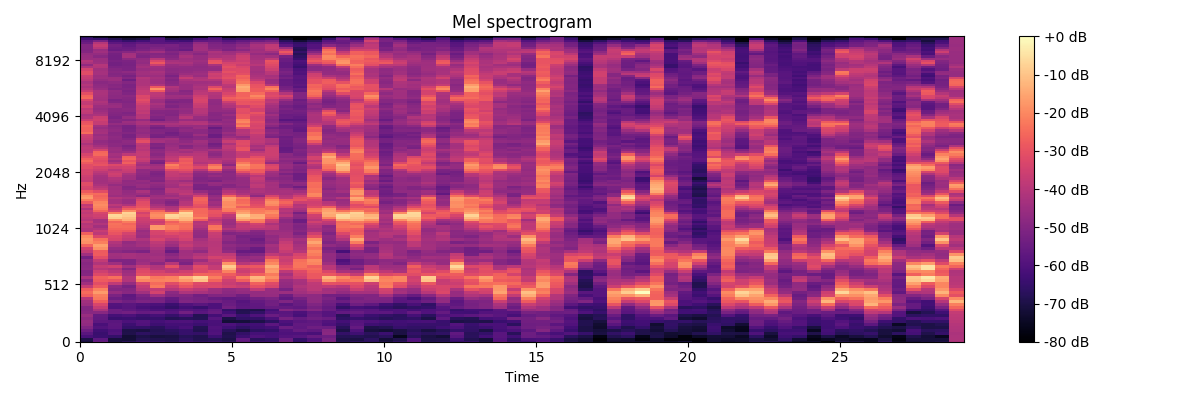 Mel spectrogram
8192
4096
2048
1024
512
0
Hz
0 5 10 15 20 25
Time
+0 dB
-10 dB
-20 dB
-30 dB
-40 dB
-50 dB
-60 dB
-70 dB
-80 dB